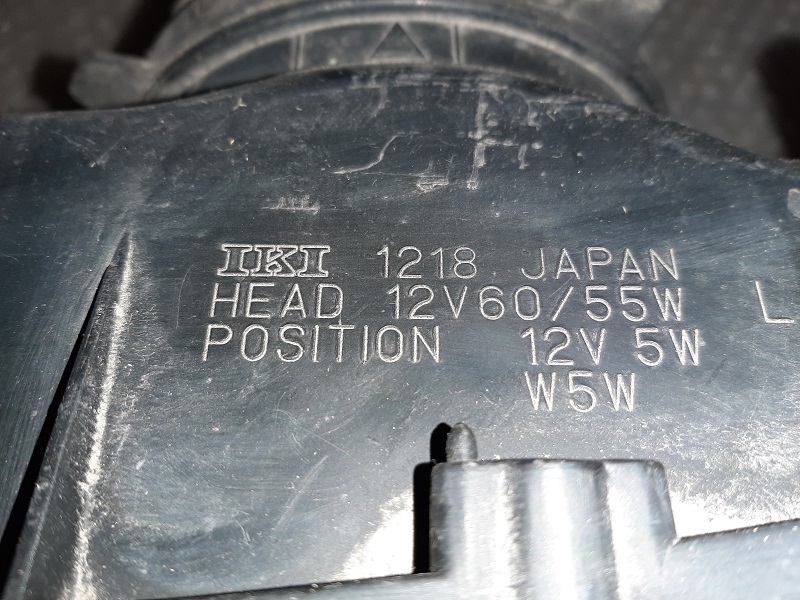 IKI 1218 JAPAN
HEAD 12V60/55W L
POSITION 12V 5W
W5W